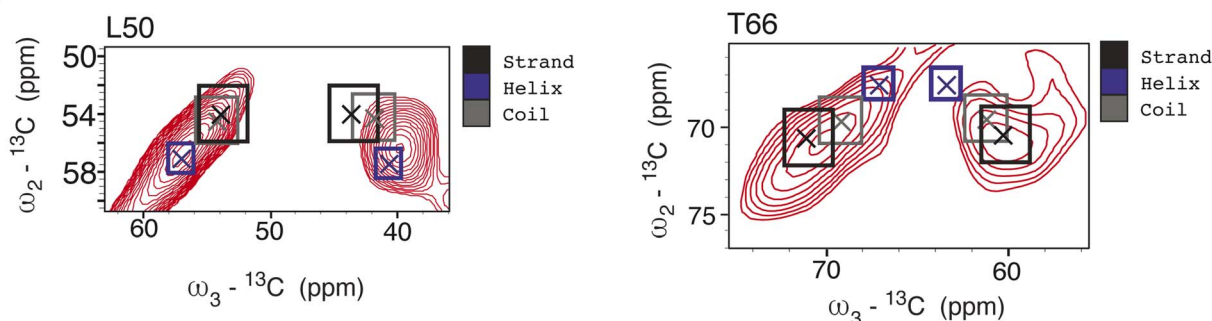 L50
50
54
58
ω2 - 13C (ppm)
60
50
40
ω3 - 13C (ppm)
Strand
Helix
Coil
T66
70
75
ω2 - 13C (ppm)
70
60
ω3 - 13C (ppm)
Strand
Helix
Coil